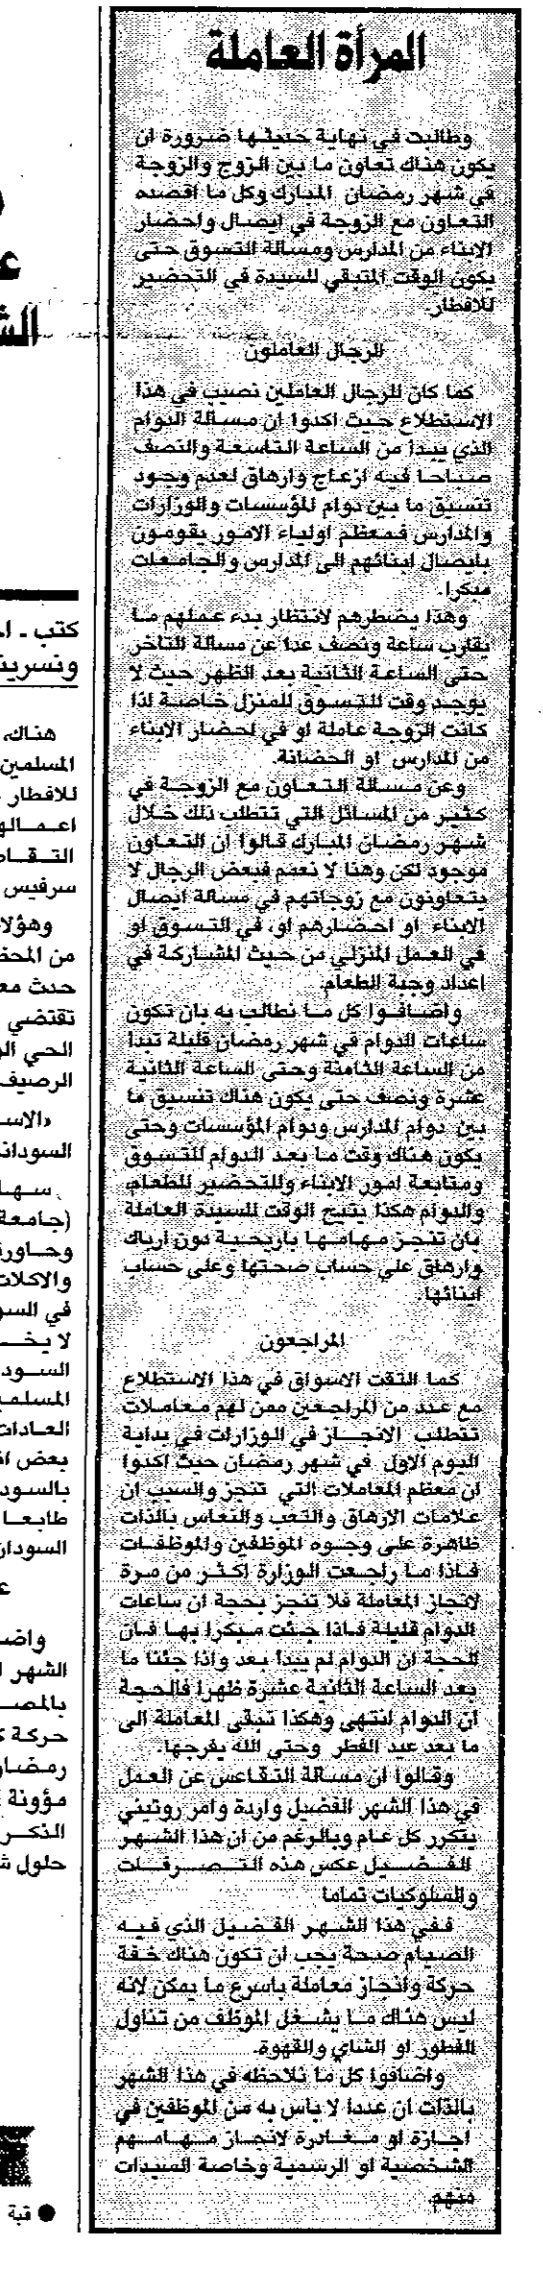 المرأة العاملة
وطالبت في نهاية حديثها ضرورة ان
يكون هناك تعاون ما بين الزوج والزوجة
في شهر رمضان المبارك وكل ما اقصده
التعاون مع الزوجة في ايصال واحضار
الابناء من المدارس ومسالة التسوق حتى
يكون الوقت المتبقي للسيدة في التحضير
للافطار.
الرجال العاملون
كما كان للرجال العاملين نصيب في هذا
الاستطلاع حيث اكدوا ان مسالة الدوام
الذي يبدا من الساعة التاسعة والنصف
صباحا فيه ازعاج وارهاق لعدم وجود
تنسيق ما بين دوام المؤسسات والوزارات
والمدارس فمعظم اولياء الامور يقومون
بايصال ابنائهم الى المدارس والجامعات
مبكرا.
وهذا يضطرهم لانتظار بدء عملهم ما
يقارب ساعة ونصف عدا عن مسالة التاخر
حتى الساعة الثانية بعد الظهر حيث لا
يوجد وقت للتسوق للمنزل خاصة اذا
كانت الزوجة عاملة او في احضار الابناء
من المدارس او الحضانة.
وعن مسالة التعاون مع الزوجة في
كثير من المسائل التي تتطلب ذلك خلال
شهر رمضان المبارك قالوا ان التعاون
موجود لكن وهنا لا نعمم فبعض الرجال لا
يتعاونون مع زوجاتهم في مسالة ايصال
الابناء او احضارهم او، في التسوق او
في العمل المنزلي من حيث المشاركة في
اعداد وجبة الطعام.
واضافوا كل ما نطالب به بان تكون
ساعات الدوام في شهر رمضان قليلة تبدا
من الساعة الثامنة وحتى الساعة الثانية
عشرة ونصف حتى يكون هناك تنسيق ما
بين دوام المدارس ودوام المؤسسات وحتى
يكون هناك وقت ما بعد الدوام للتسوق
ومتابعة امور الابناء وللتحضير للطعام،
والدوام هكذا يتيح الوقت للسيدة العاملة
بان تنجز مهامها باريحية دون ارباك
وارهاق على حساب صحتها وعلى حساب
ابنائها.
المراجعون
كما التقت الاسواق في هذا الاستطلاع
مع عدد من المراجعين ممن لهم معاملات
تتطلب الانجاز في الوزارات في بداية
اليوم الاول في شهر رمضان حيث اكدوا
ان معظم المعاملات التي تنجز والسبب ان
علامات الارهاق والتعب والنعاس بالذات
ظاهرة على وجوه الموظفين والموظفات
فاذا ما راجعت الوزارة اكثر من مرة
لانجاز المعاملة فلا تنجز بحجة ان ساعات
الدوام قليلة فاذا جئت مبكرا بها فان
الحجة ان الدوام لم يبدا بعد واذا جئنا ما
بعد الساعة الثانية عشرة ظهرا فالحجة
ان الدوام انتهى وهكذا تبقى المعاملة الى
ما بعد عيد الفطر وحتى الله يفرجها.
وقالوا ان مسالة التقاعس عن العمل
في هذا الشهر الفضيل واردة وامر روتيني
يتكرر كل عام وبالرغم من ان هذا الشهر
الفضيل عكس هذه التصرفات
والسلوكيات تماما
ففي هذا الشهر الفضيل الذي فيه
الصيام صحة يجب ان تكون هناك خفة
حركة وانجاز معاملة باسرع ما يمكن لانه
ليس هناك ما يشغل الموظف من تناول
الفطور او الشاي والقهوة.
واضافوا كل ما نلاحظه في هذا الشهر
بالذات ان عددا لا باس به من الموظفين في
اجازة او مغادرة لانجاز مهامهم
الشخصية او الرسمية وخاصة السيدات
منهم.
كتب ـ
هناك
المسلمين
للافطار
سرفيس
حدث
تقتضي
الرصيف
(جامعة
والاكلات
العادات
بعض
الشهر
حركة
مؤونة
حلول
● قبة